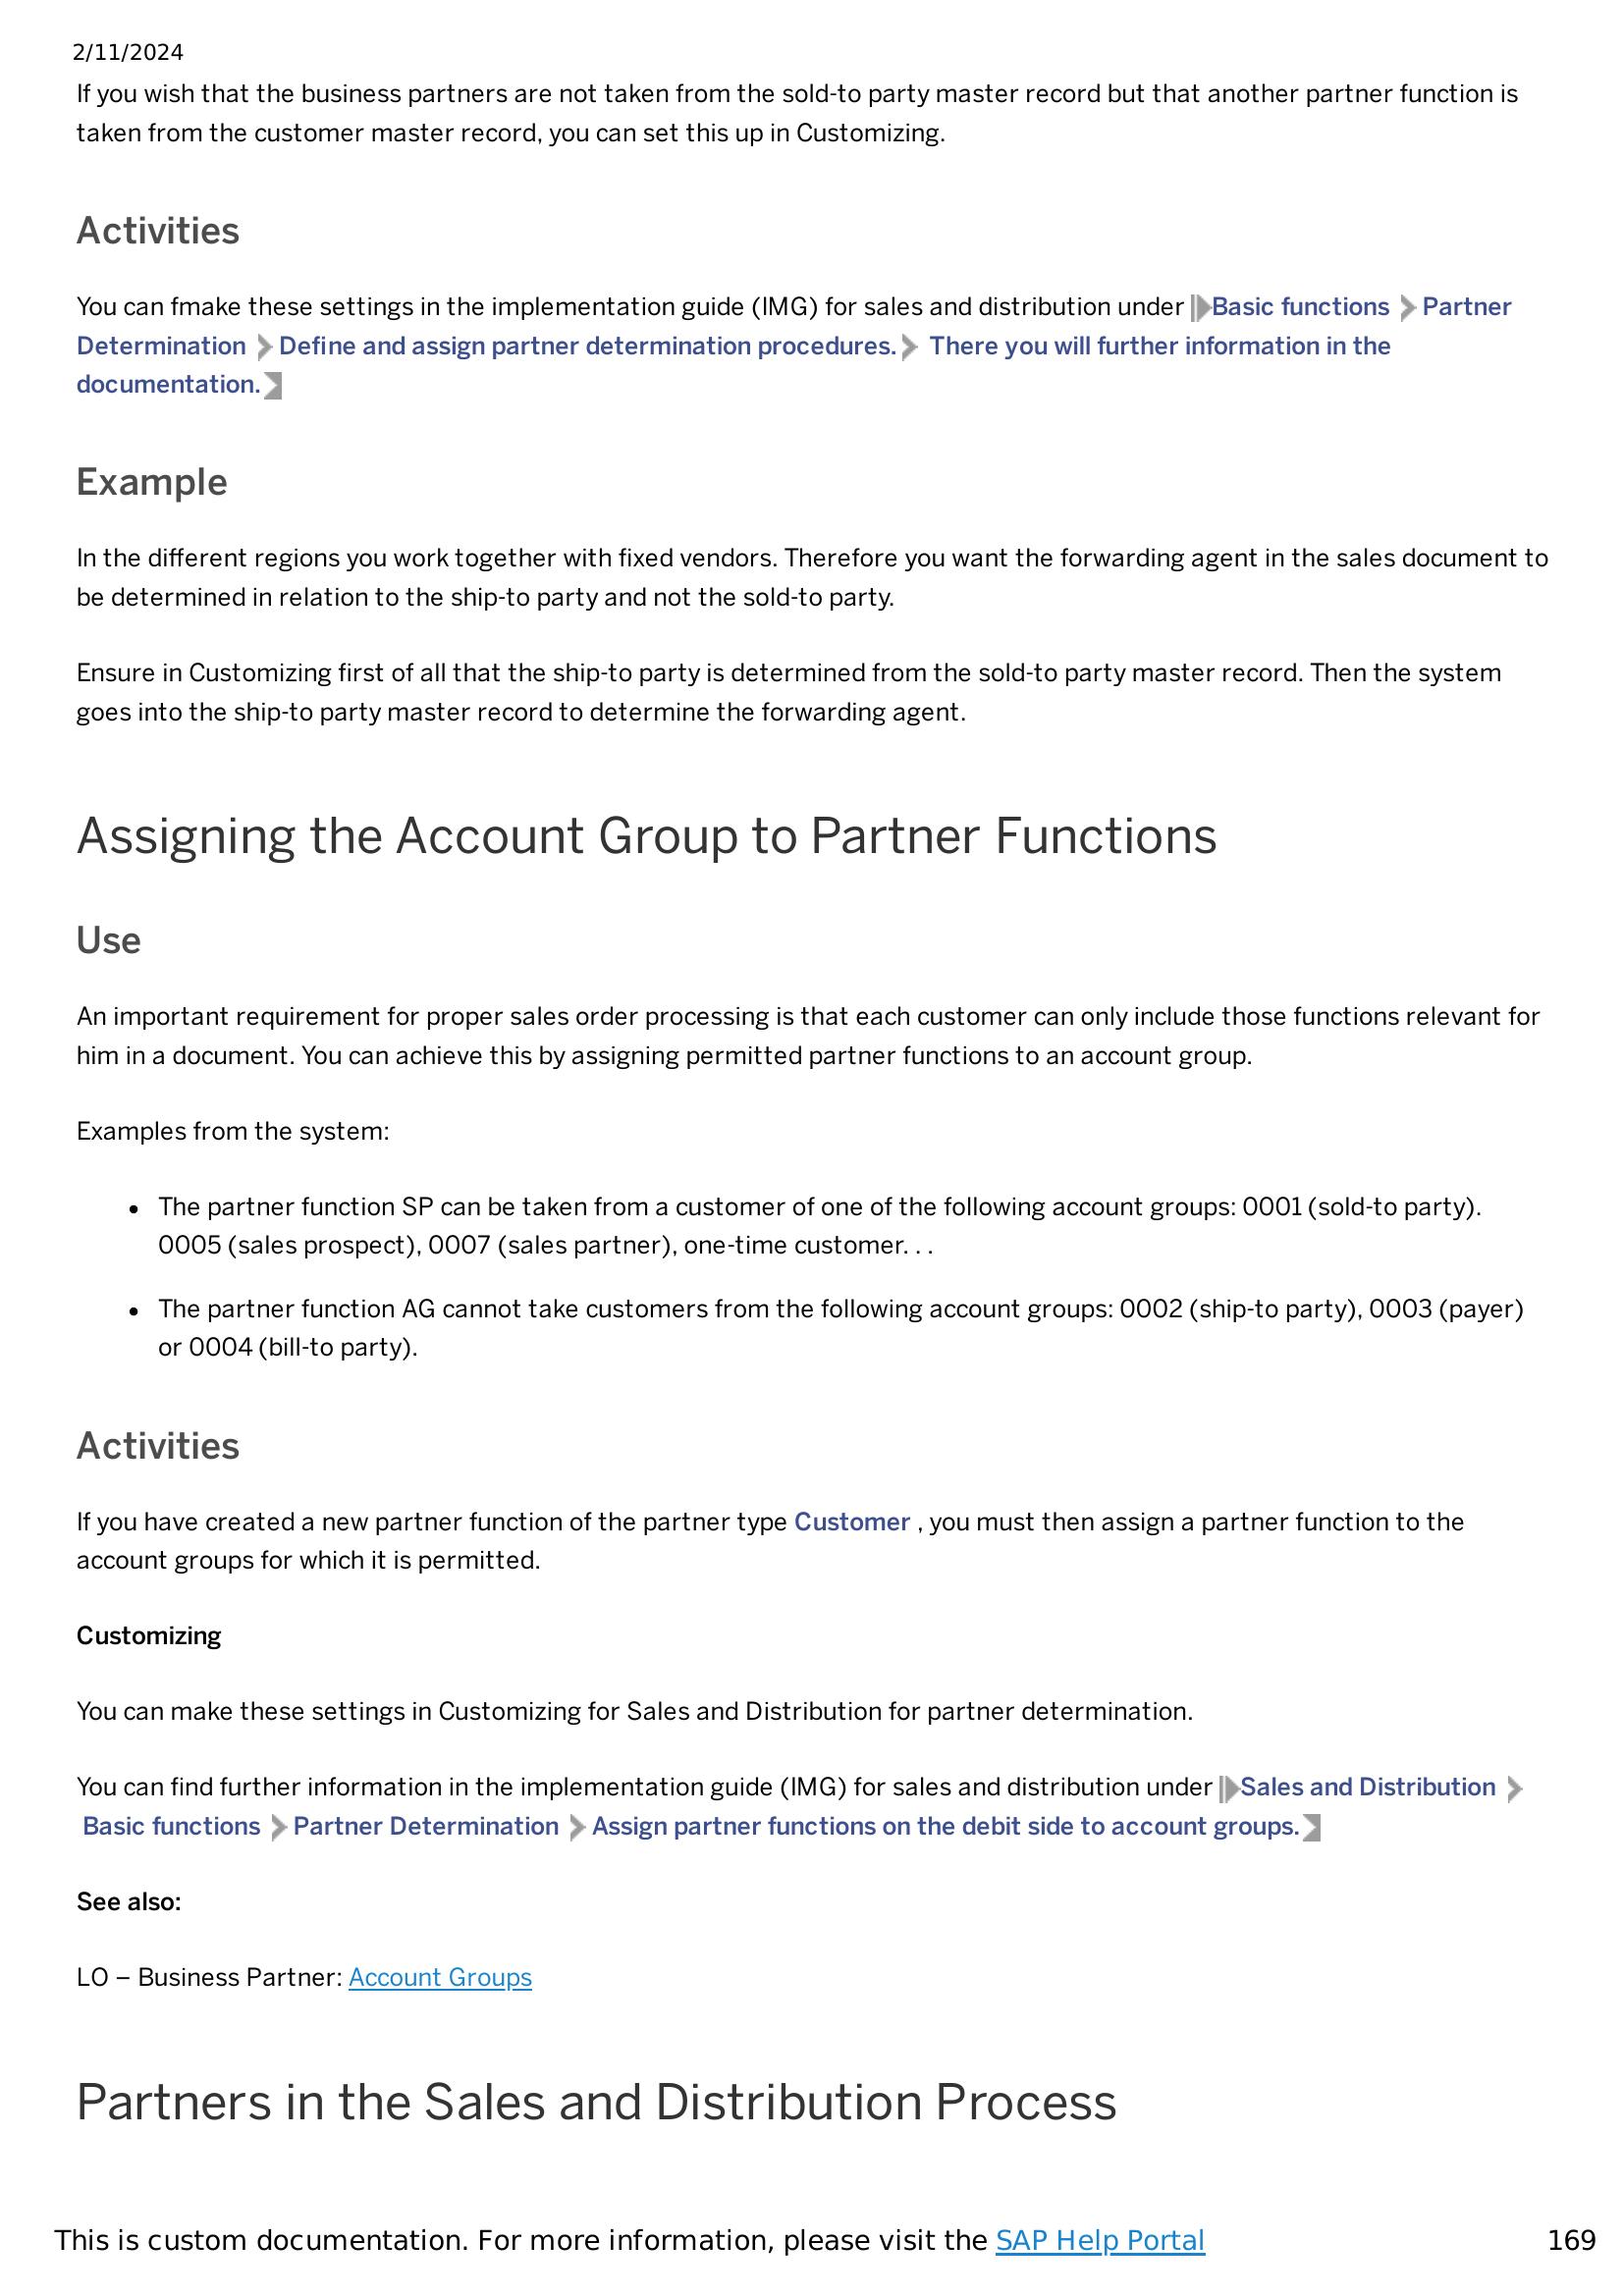 2/11/2024
If you wish that the business partners are not taken from the sold-to party master record but that another partner function is
taken from the customer master record, you can set this up in Customizing.
Activities
You can fmake these settings in the implementation guide (IMG) for sales and distribution under Basic functions Partner
Determination Define and assign partner determination procedures. There you will further information in the
documentation.
Example
In the different regions you work together with fixed vendors. Therefore you want the forwarding agent in the sales document to
be determined in relation to the ship-to party and not the sold-to party.
Ensure in Customizing first of all that the ship-to party is determined from the sold-to party master record. Then the system
goes into the ship-to party master record to determine the forwarding agent.
Assigning the Account Group to Partner Functions
Use
An important requirement for proper sales order processing is that each customer can only include those functions relevant for
him in a document. You can achieve this by assigning permitted partner functions to an account group.
Examples from the system:
• The partner function SP can be taken from a customer of one of the following account groups: 0001 (sold-to party).
0005 (sales prospect), 0007 (sales partner), one-time customer. . .
• The partner function AG cannot take customers from the following account groups: 0002 (ship-to party), 0003 (payer)
or 0004 (bill-to party).
Activities
If you have created a new partner function of the partner type Customer , you must then assign a partner function to the
account groups for which it is permitted.
Customizing
You can make these settings in Customizing for Sales and Distribution for partner determination.
You can find further information in the implementation guide (IMG) for sales and distribution under Sales and Distribution
Basic functions Partner Determination Assign partner functions on the debit side to account groups.
See also:
LO – Business Partner: Account Groups
Partners in the Sales and Distribution Process
This is custom documentation. For more information, please visit the SAP Help Portal 169